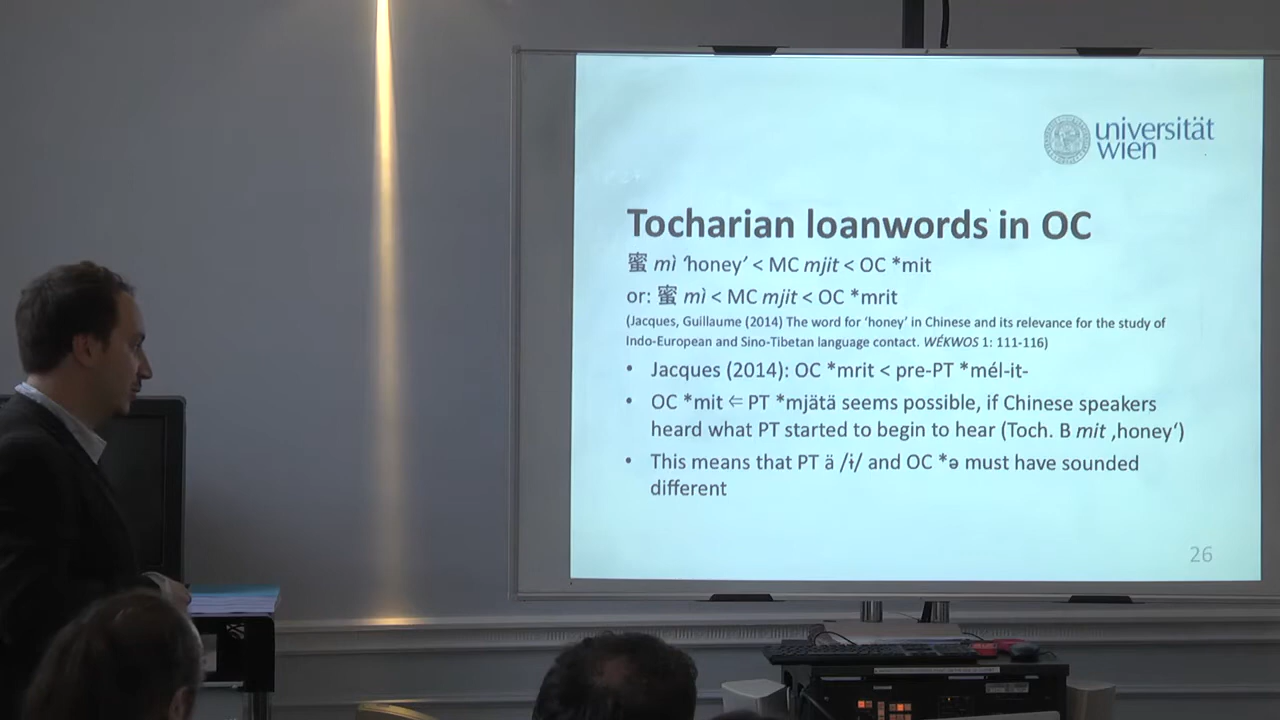 universität
wien
Tocharian loanwords in OC
蜜 mì ‘honey’ < MC mjit < OC *mit
or: 蜜 mì < MC mjit < OC *mrit
(Jacques, Guillaume (2014) The word for ‘honey’ in Chinese and its relevance for the study of
Indo-European and Sino-Tibetan language contact. WÉKWOS 1: 111-116)
• Jacques (2014): OC *mrit < pre-PT *mél-it-
• OC *mit ⇐ PT *mjätä seems possible, if Chinese speakers
heard what PT started to begin to hear (Toch. B mit ‚honey‘)
• This means that PT ä /ɨ/ and OC *ə must have sounded
different
26